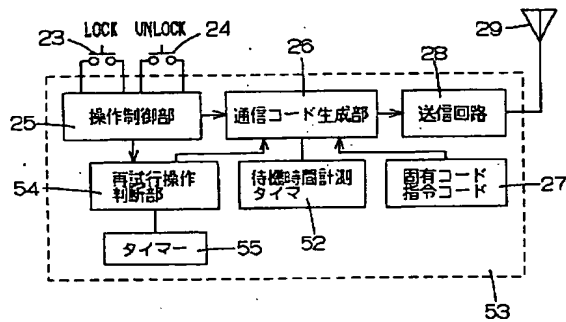 LOCK
UNLOCK
23
24
26
28
29
操作制御部
通信コード生成部
送信回路
25
54
再試行操作
判断部
待機時間計測
タイマ
固有コード
指令コード
27
タイマー
55
52
53